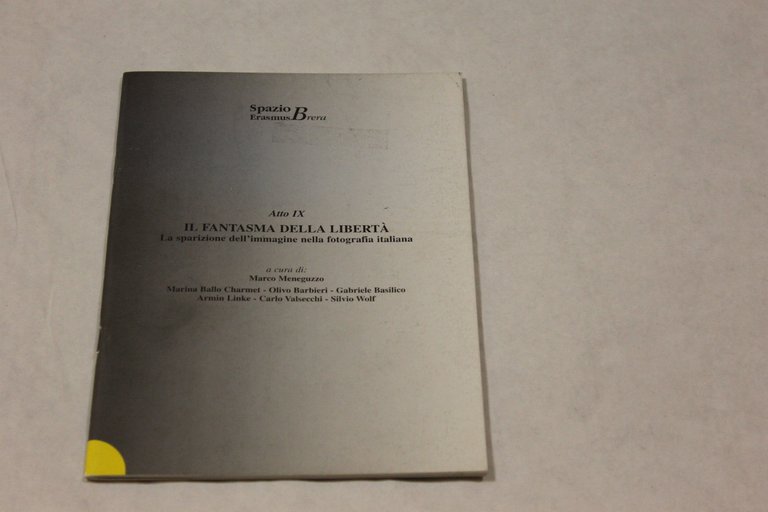 Spazio
Erasmus Brera
Atto IX
IL FANTASMA DELLA LIBERTÀ
La sparizione dell'immagine nella fotografia italiana
a cura di:
Marco Meneguzzo
Marina Ballo Charmet - Olivo Barbieri - Gabriele Basilico
Armin Linke - Carlo Valsecchi - Silvio Wolf